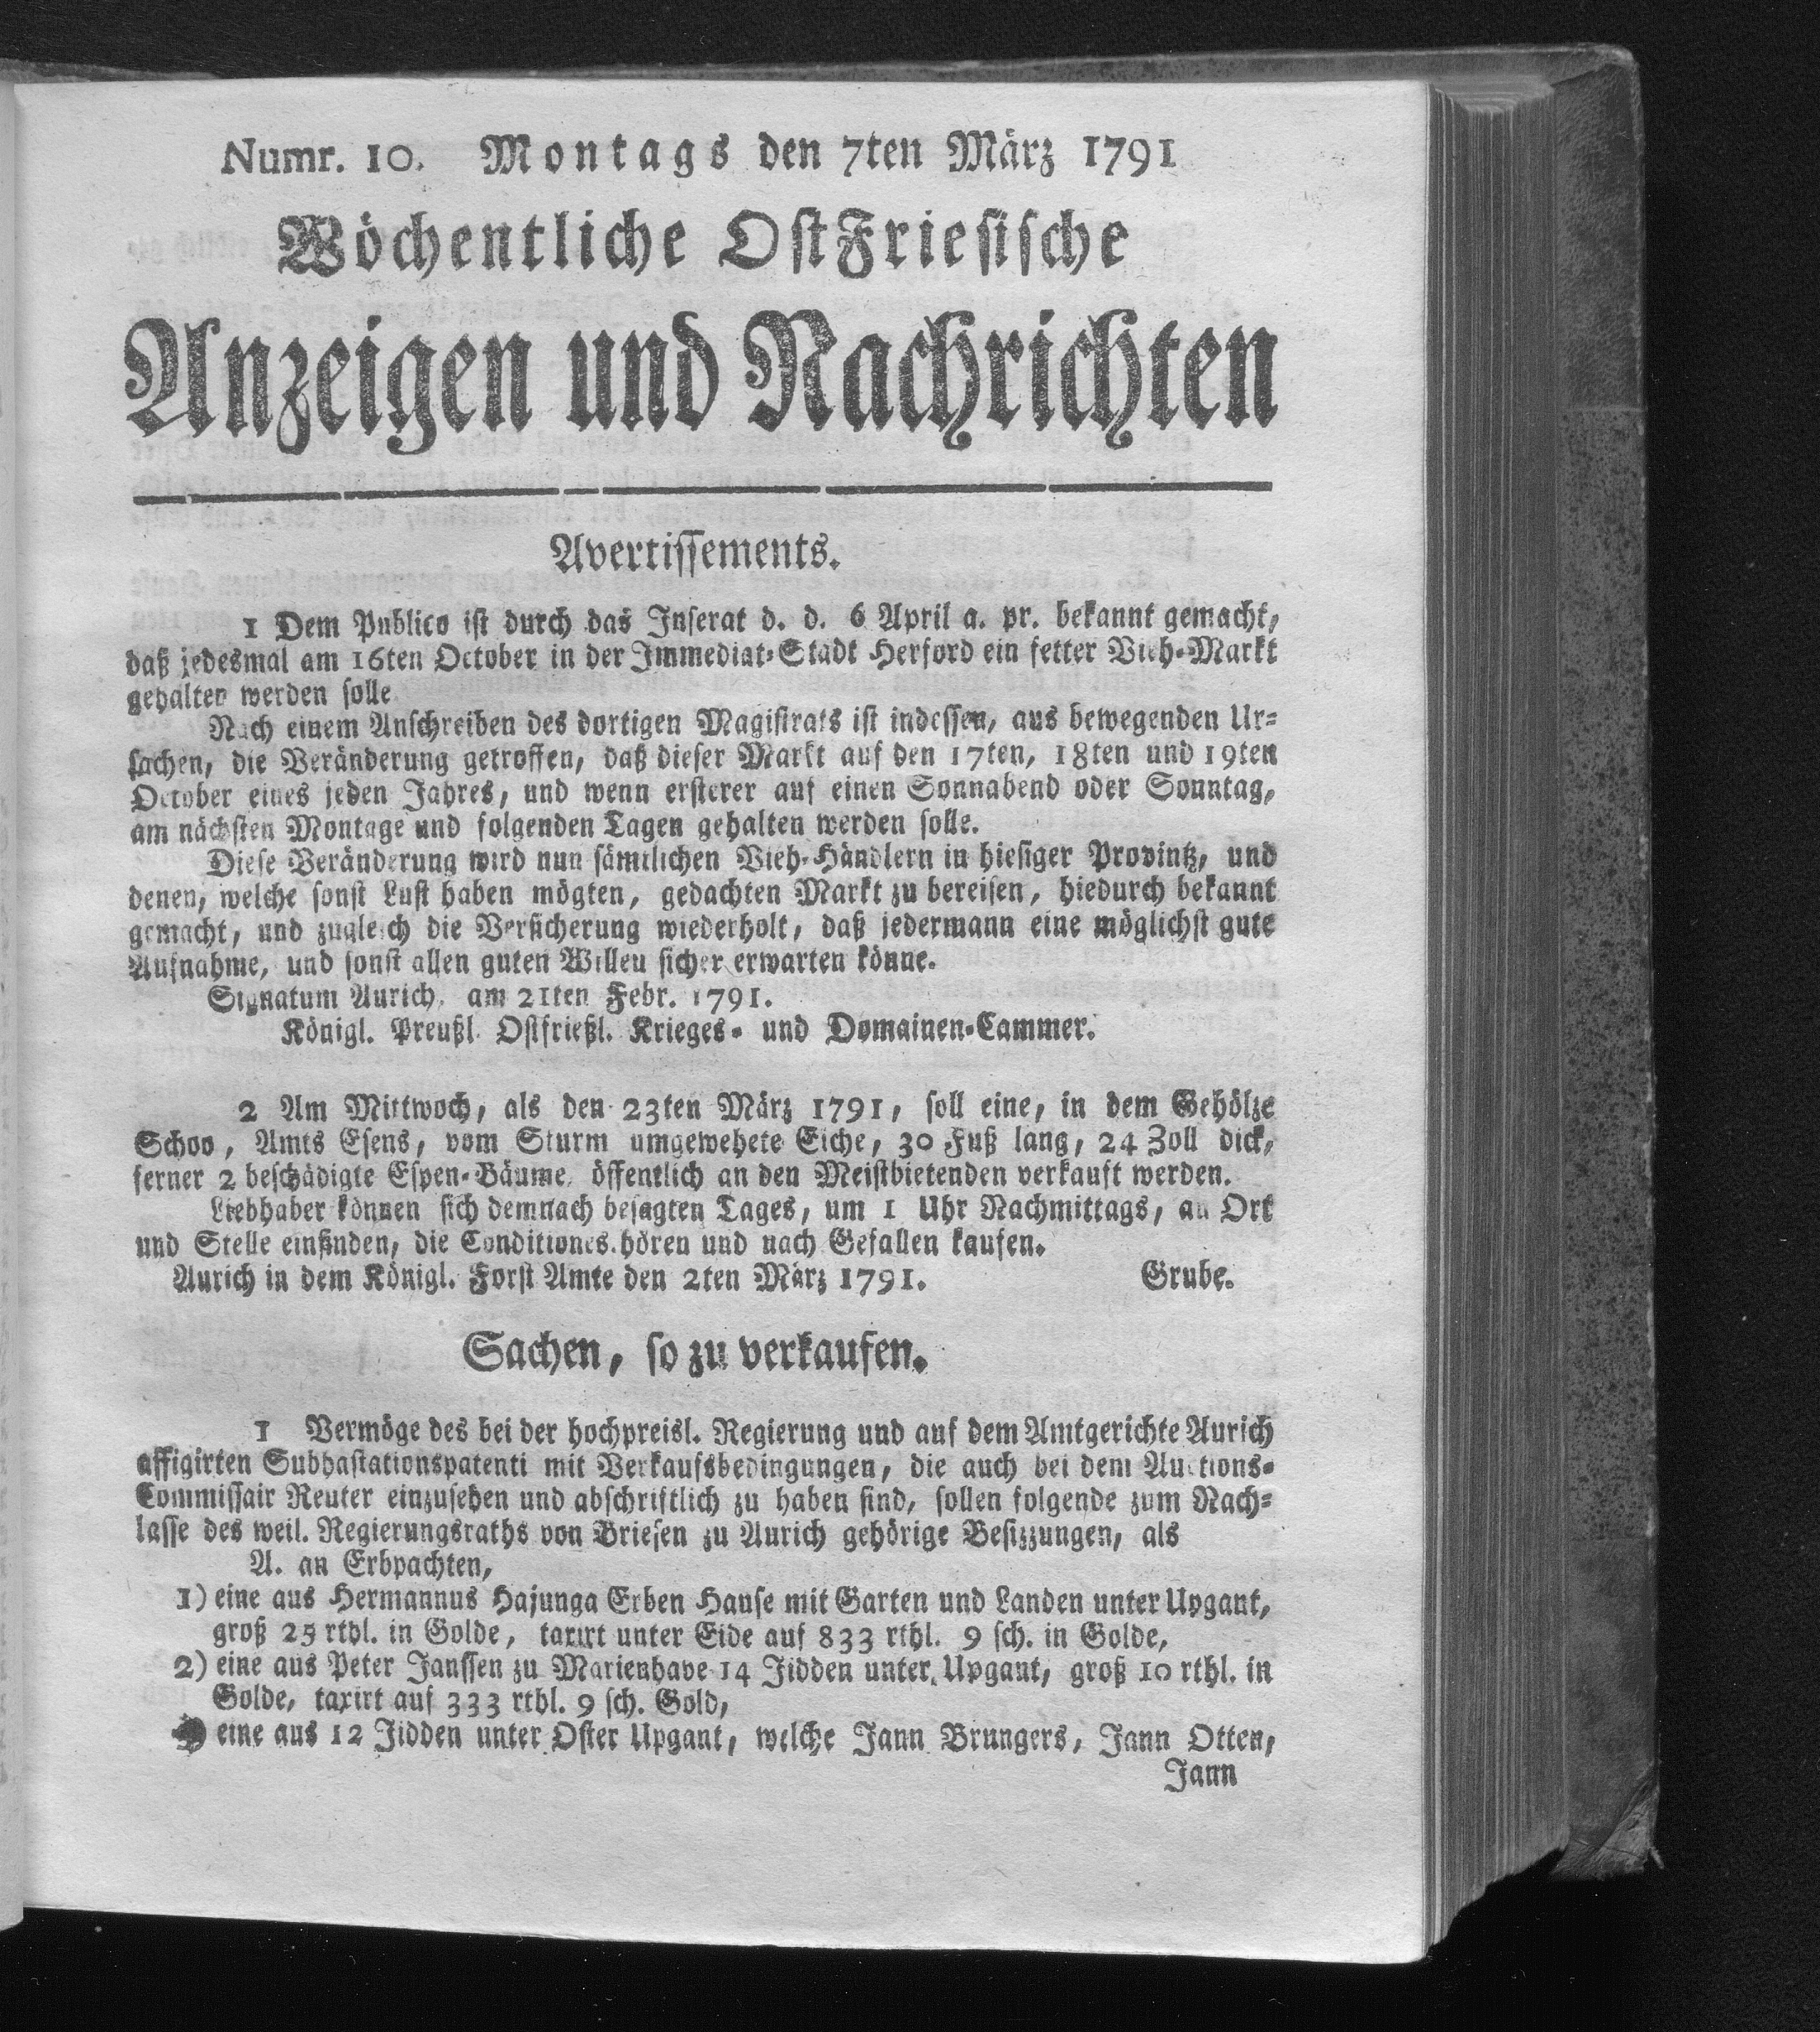 Numr. 10. Montags den 7ten März 1791
Wöchentliche OstFriesische
Anzeigen und Nachrichten
Avertissements.
1 Dem Publico ist durch das Inserat d. d. 6 April a. pr. bekannt gemacht,
daß jedesmal am 16ten October in der Immediat-Stadt Herford ein fetter Vieh-Markt
gehalten werden solle
Nach einem Anschreiben des dortigen Magistrats ist indessen, aus bewegenden Ur-
sachen, die Veränderung getroffen, daß dieser Markt auf den 17ten, 18ten und 19ten
October eines jeden Jahres, und wenn ersterer auf einen Sonnabend oder Sonntag,
am nächsten Montage und folgenden Tagen gehalten werden solle.
Diese Veränderung wird nun sämtlichen Vieh-Händlern in hiesiger Provintz, und
denen, welche sonst Lust haben mögten, gedachten Markt zu bereisen, hiedurch bekannt
gemacht, und zugleich die Versicherung wiederholt, daß jedermann eine möglichst gute
Aufnahme, und sonst allen guten Willen sicher erwarten könne.
Signatum Aurich, am 21ten Febr. 1791.
Königl. Preußl. Ostfrießl. Krieges- und Domainen-Cammer.
2 Am Mittwoch, als den 23ten März 1791, soll eine, in dem Gehölze
Schoo, Amts Esens, vom Sturm umgewehete Eiche, 30 Fuß lang, 24 Zoll dick,
ferner 2 beschädigte Espen-Bäume, öffentlich an den Meistbietenden verkauft werden.
Liebhaber können sich demnach besagten Tages, um 1 Uhr Nachmittags, an Ort
und Stelle einfinden, die Conditiones hören und nach Gefallen kaufen.
Aurich in dem Königl. Forst Amte den 2ten März 1791. Grube.
Sachen, so zu verkaufen.
1 Vermöge des bei der hochpreisl. Regierung und auf dem Amtgerichte Aurich
affigirten Subhastationspatenti mit Verkaufsbedingungen, die auch bei dem Auctions-
Commissair Reuter einzusehen und abschriftlich zu haben sind, sollen folgende zum Nach-
lasse des weil. Regierungsraths von Briesen zu Aurich gehörige Besizzungen, als
A. an Erbpachten,
1) eine aus Hermannus Hajunga Erben Hause mit Garten und Landen unter Upgant,
groß 25 rthl. in Golde, taxirt unter Eide auf 833 rthl. 9 sch. in Golde,
2) eine aus Peter Janssen zu Marienhave 14 Jidden unter Upgant, groß 10 rthl. in
Golde, taxirt auf 333 rthl. 9 sch. Gold,
eine aus 12 Jidden unter Oster Upgant, welche Jann Brungers, Jann Otten,
Jann